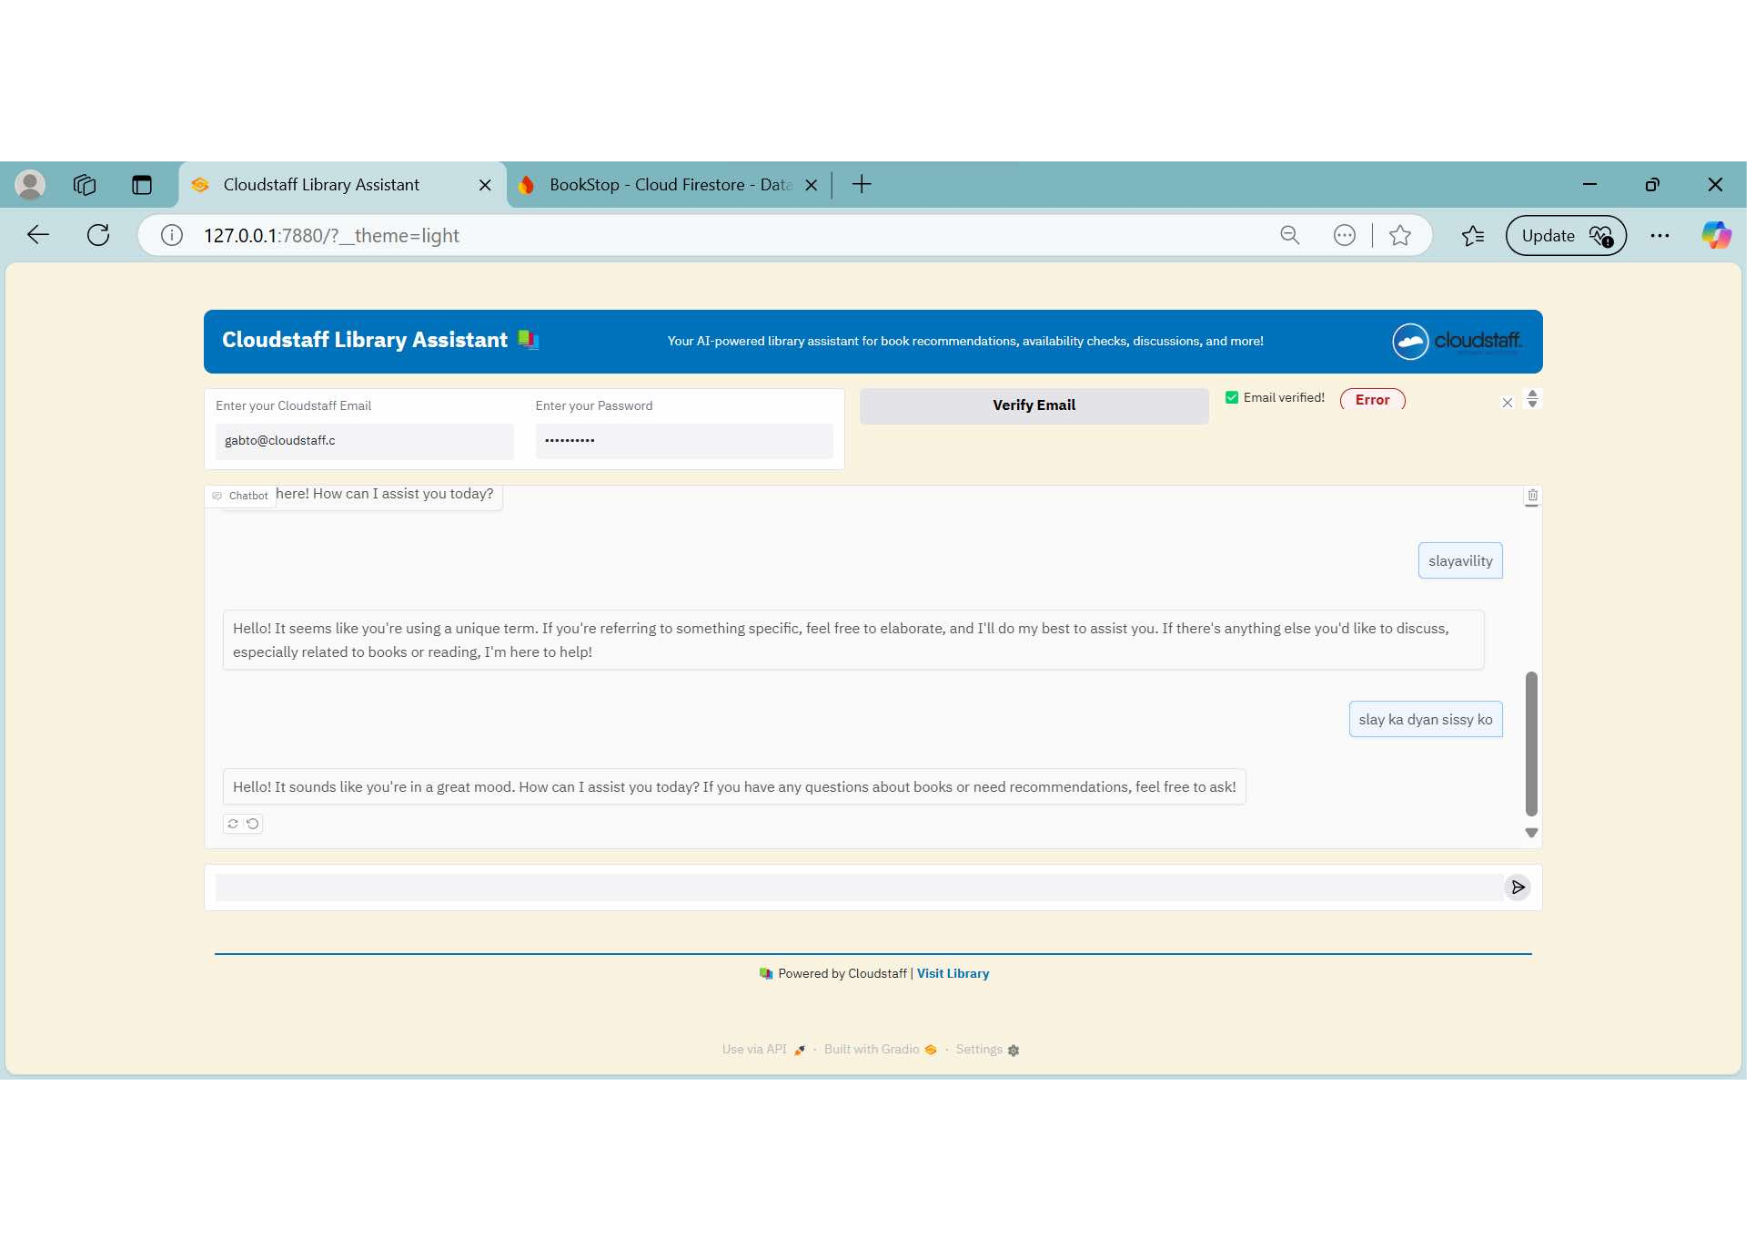 Cloudstaff Library Assistant
BookStop - Cloud Firestore - Data
127.0.0.1:7880/?__theme=light
Update
Cloudstaff Library Assistant
Your AI-powered library assistant for book recommendations, availability checks, discussions, and more!
cloudstaff
Enter your Cloudstaff Email
Enter your Password
Verify Email
Email verified!
Error
gabto@cloudstaff.c
••••••••••
Chatbot
here! How can I assist you today?
slayavility
Hello! It seems like you're using a unique term. If you're referring to something specific, feel free to elaborate, and I'll do my best to assist you. If there's anything else you'd like to discuss,
especially related to books or reading, I'm here to help!
slay ka dyan sissy ko
Hello! It sounds like you're in a great mood. How can I assist you today? If you have any questions about books or need recommendations, feel free to ask!
Powered by Cloudstaff | Visit Library
Use via API · Built with Gradio · Settings